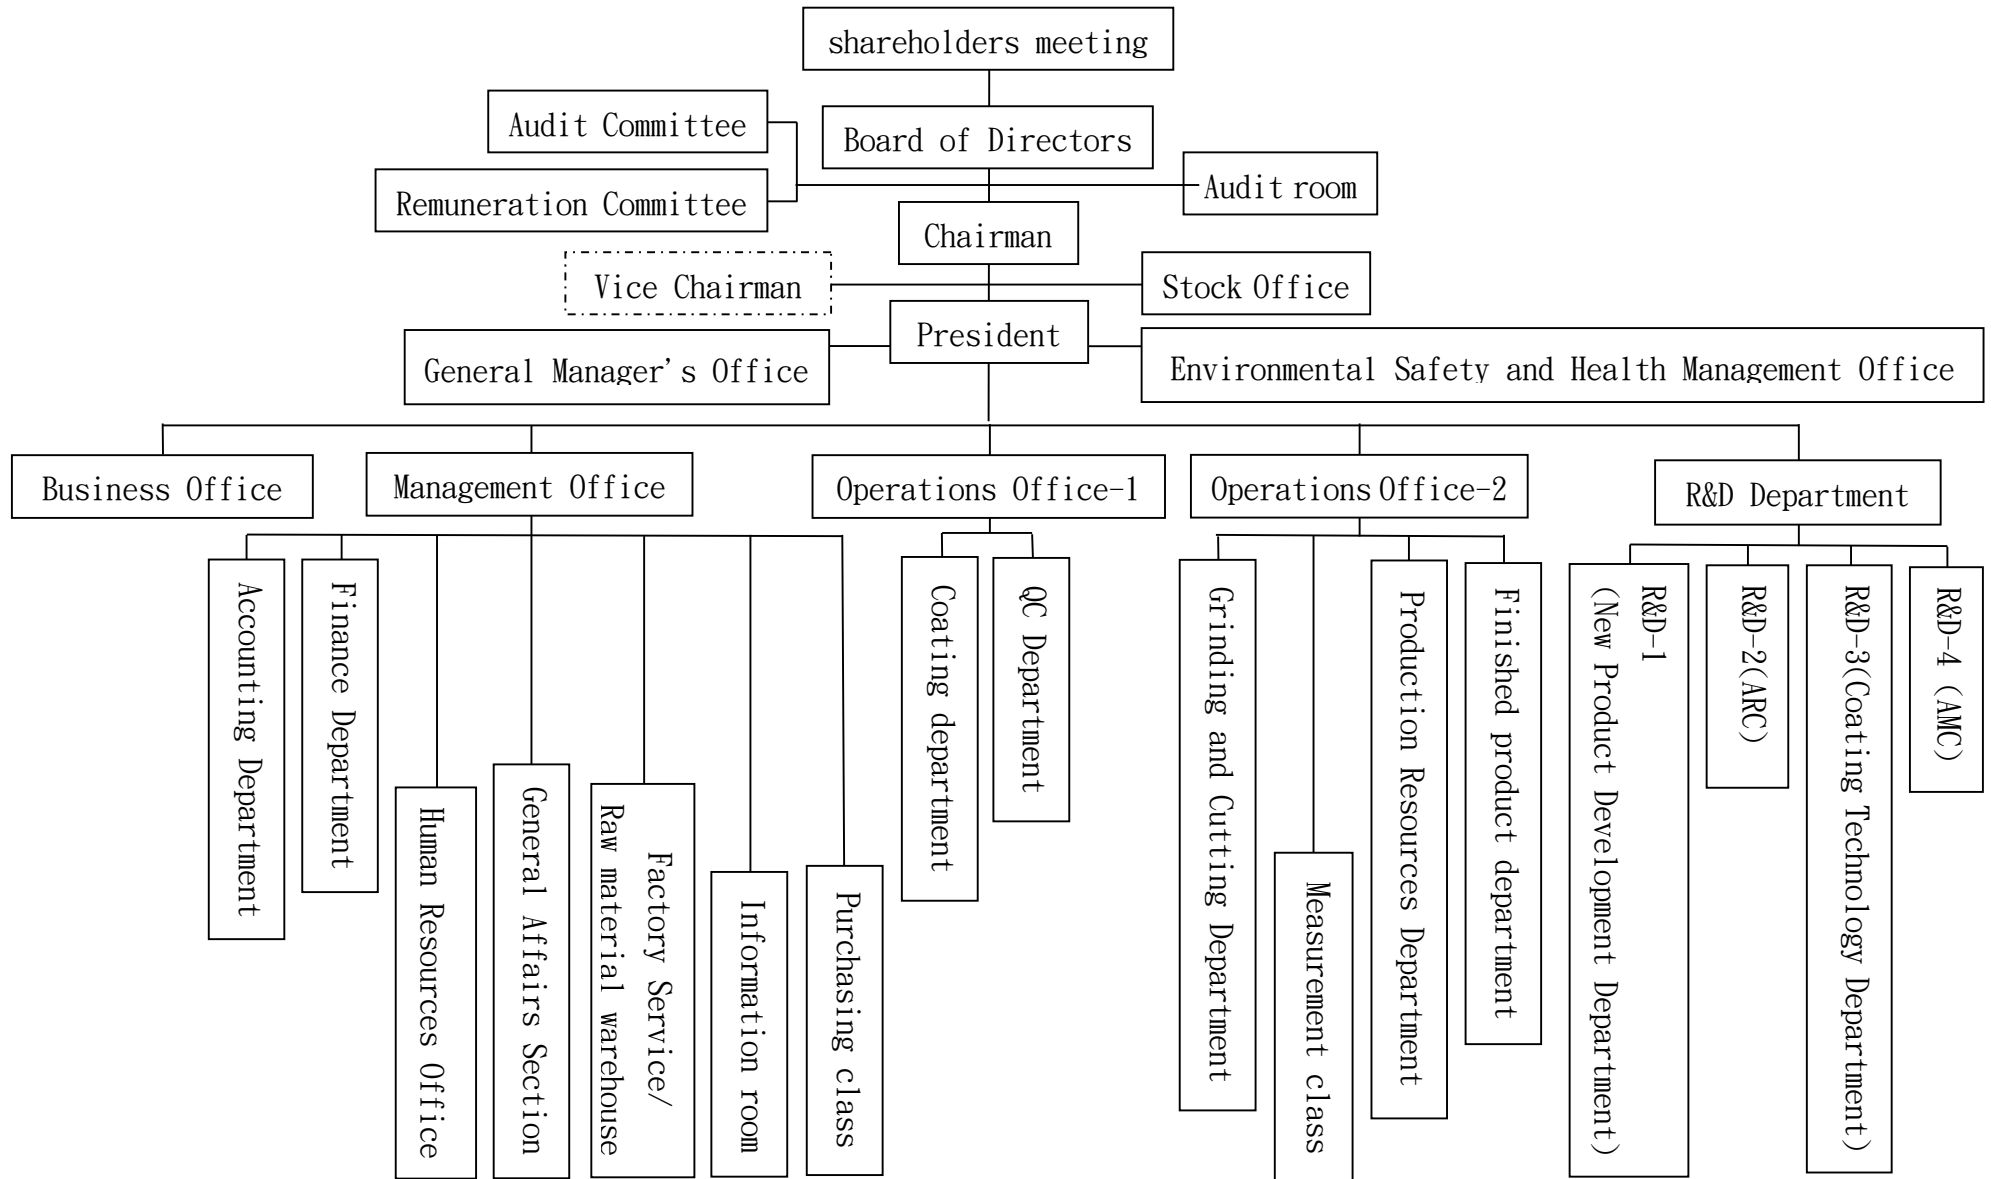 shareholders meeting
Audit Committee
Board of Directors
Remuneration Committee
Audit room
Chairman
Vice Chairman
Stock Office
President
General Manager's Office
Environmental Safety and Health Management Office
Business Office
Management Office
Operations Office-1
Operations Office-2
R&D Department
Accounting Department
Finance Department
Human Resources Office
General Affairs Section
Factory Service/
Raw material warehouse
Information room
Purchasing class
Coating department
QC Department
Grinding and Cutting Department
Measurement class
Production Resources Department
Finished product department
R&D-1
(New Product Development Department)
R&D-2(ARC)
R&D-3(Coating Technology Department)
R&D-4 (AMC)